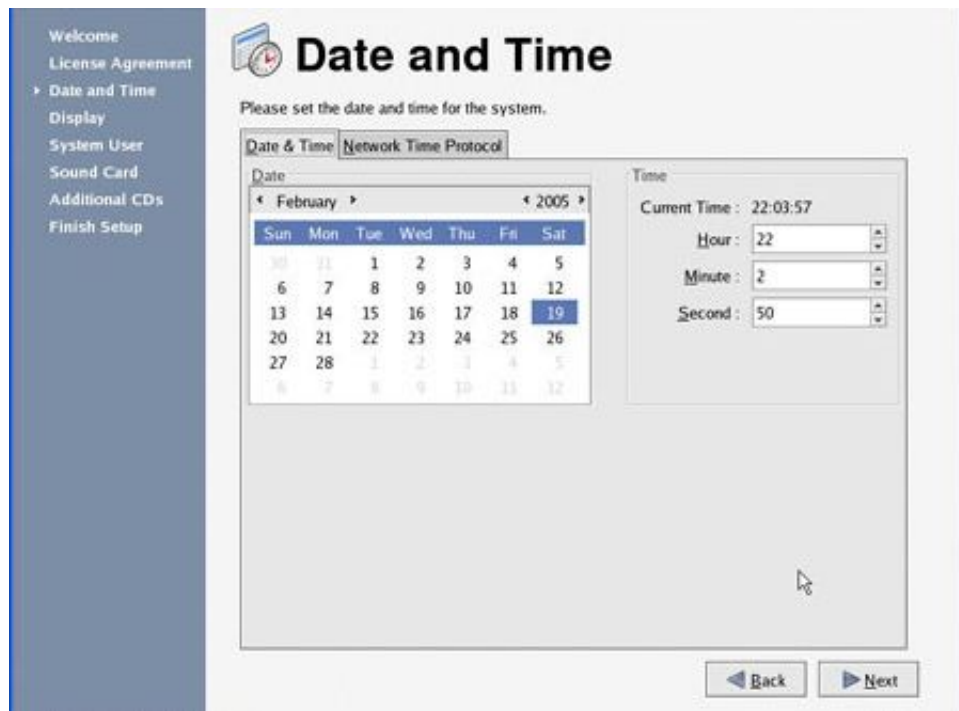 Welcome
License Agreement
Date and Time
Display
System User
Sound Card
Additional CDs
Finish Setup
Date and Time
Please set the date and time for the system.
Date & Time Network Time Protocol
Date
February 2005
Sun Mon Tue Wed Thu Fri Sat
30 31 1 2 3 4 5
6 7 8 9 10 11 12
13 14 15 16 17 18 19
20 21 22 23 24 25 26
27 28 1 2 3 4 5
6 7 8 9 10 11 12
Time
Current Time : 22:03:57
Hour : 22
Minute : 2
Second : 50
Back Next